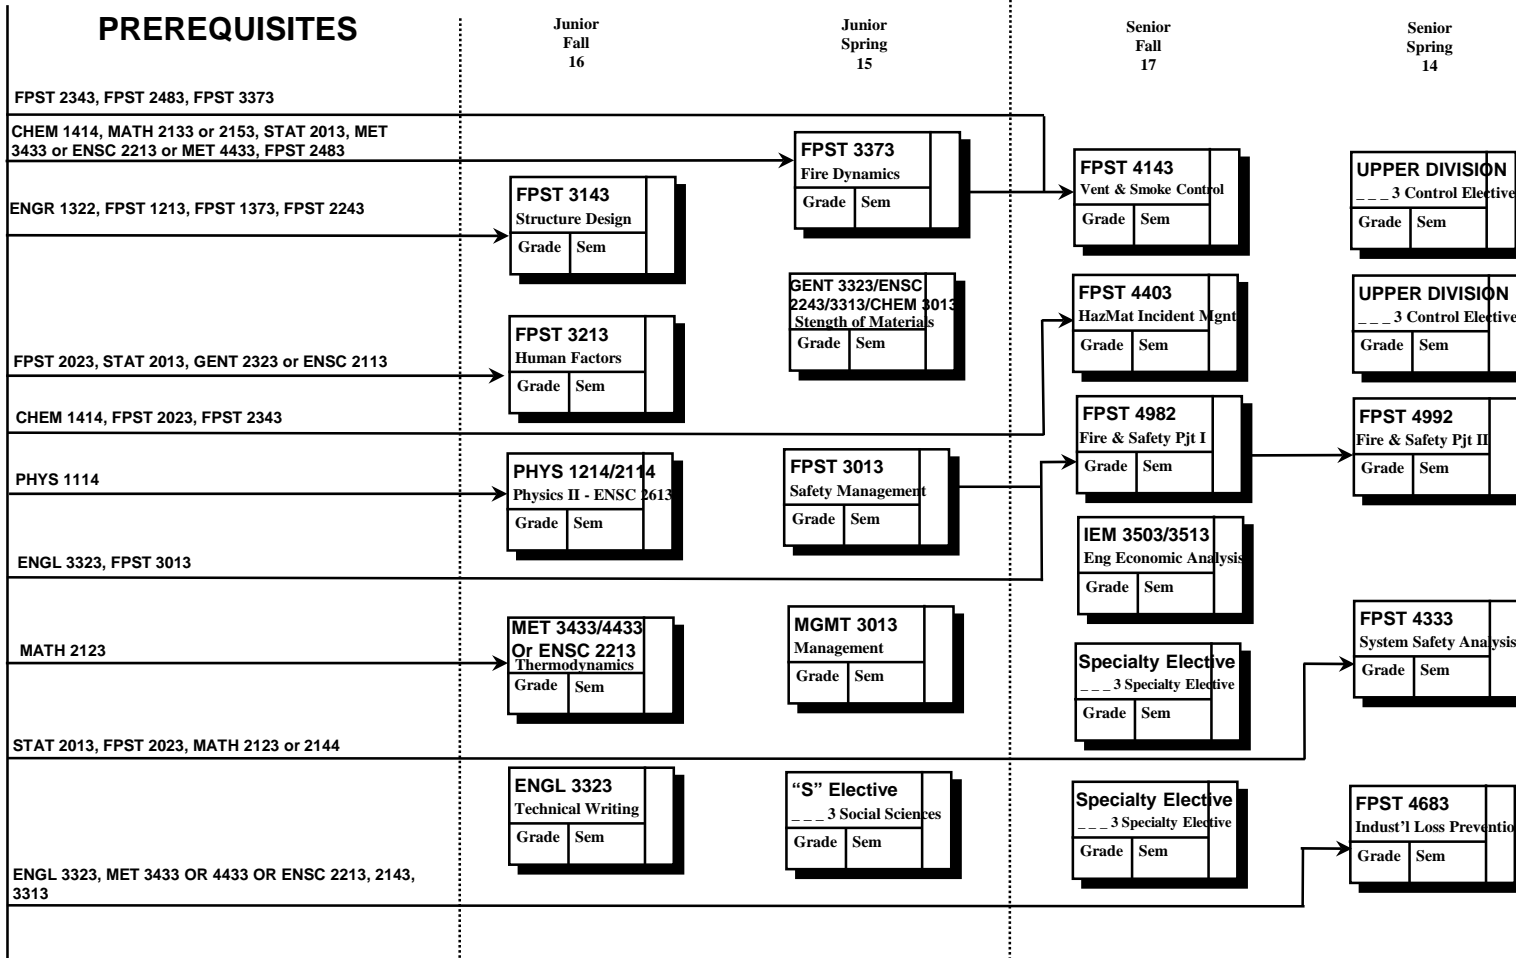 PREREQUISITES
Junior
Fall
16
Junior
Spring
15
Senior
Fall
17
Senior
Spring
14
FPST 2343, FPST 2483, FPST 3373
CHEM 1414, MATH 2133 or 2153, STAT 2013, MET
3433 or ENSC 2213 or MET 4433, FPST 2483
ENGR 1322, FPST 1213, FPST 1373, FPST 2243
FPST 2023, STAT 2013, GENT 2323 or ENSC 2113
CHEM 1414, FPST 2023, FPST 2343
PHYS 1114
ENGL 3323, FPST 3013
MATH 2123
STAT 2013, FPST 2023, MATH 2123 or 2144
ENGL 3323, MET 3433 OR 4433 OR ENSC 2213, 2143,
3313
FPST 3143
Structure Design
Grade Sem
FPST 3213
Human Factors
Grade Sem
PHYS 1214/2114
Physics II - ENSC 2613
Grade Sem
MET 3433/4433
Or ENSC 2213
Thermodynamics
Grade Sem
ENGL 3323
Technical Writing
Grade Sem
FPST 3373
Fire Dynamics
Grade Sem
GENT 3323/ENSC
2243/3313/CHEM 3013
Stength of Materials
Grade Sem
FPST 3013
Safety Management
Grade Sem
MGMT 3013
Management
Grade Sem
“S” Elective
_ _ _ 3 Social Sciences
Grade Sem
FPST 4143
Vent & Smoke Control
Grade Sem
FPST 4403
HazMat Incident Mgnt
Grade Sem
FPST 4982
Fire & Safety Pjt I
Grade Sem
IEM 3503/3513
Eng Economic Analysis
Grade Sem
Specialty Elective
_ _ _ 3 Specialty Elective
Grade Sem
Specialty Elective
_ _ _ 3 Specialty Elective
Grade Sem
UPPER DIVISION
_ _ _ 3 Control Elective
Grade Sem
UPPER DIVISION
_ _ _ 3 Control Elective
Grade Sem
FPST 4992
Fire & Safety Pjt II
Grade Sem
FPST 4333
System Safety Analysis
Grade Sem
FPST 4683
Indust’l Loss Preventio
Grade Sem